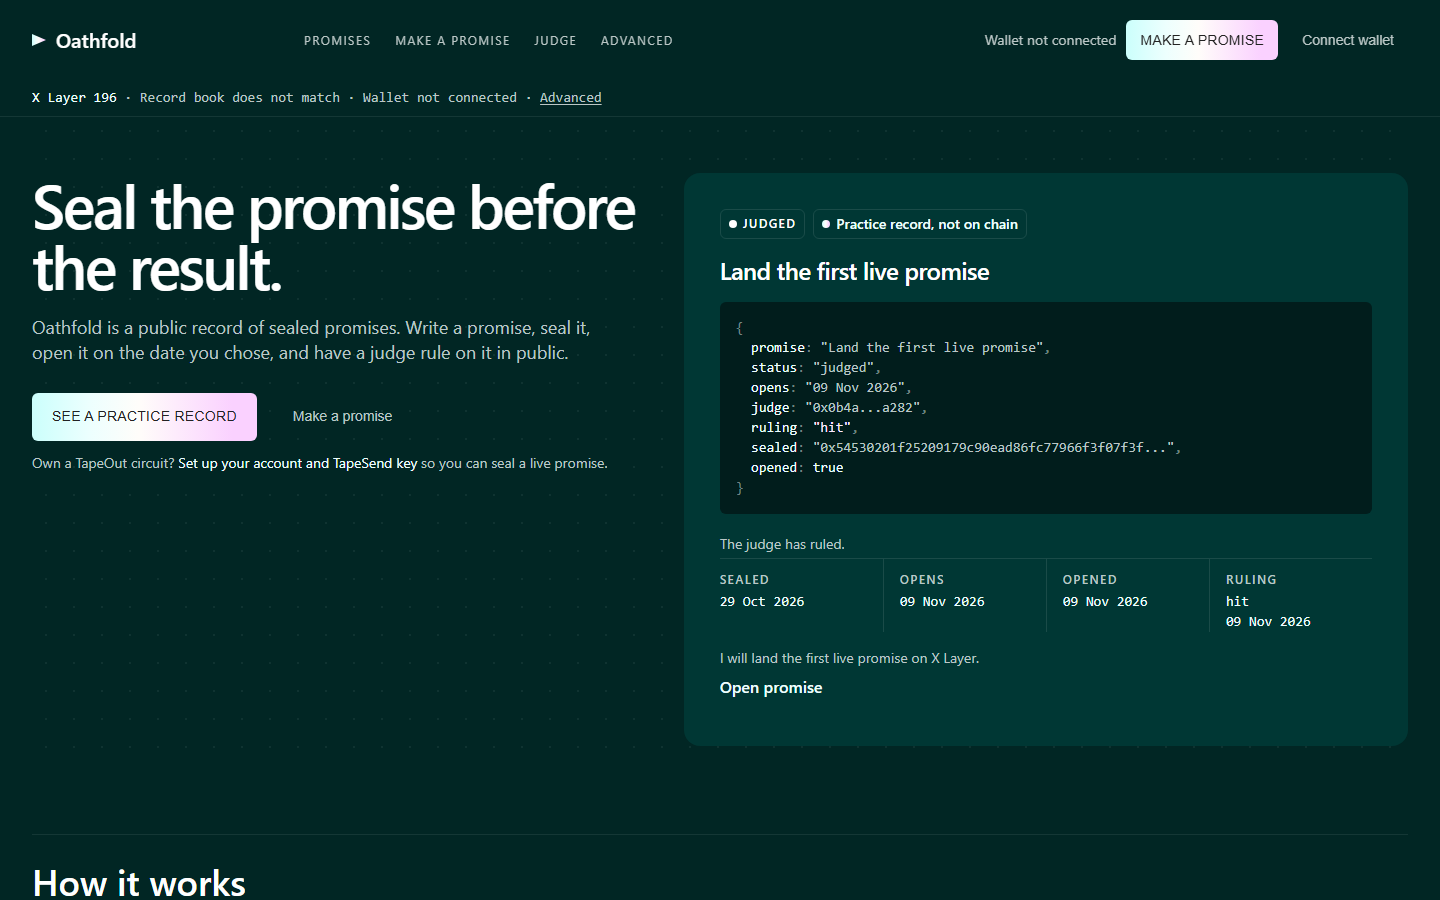 Oathfold
PROMISES MAKE A PROMISE JUDGE ADVANCED
Wallet not connected MAKE A PROMISE Connect wallet
X Layer 196 · Record book does not match · Wallet not connected · Advanced
Seal the promise before
the result.
Oathfold is a public record of sealed promises. Write a promise, seal it,
open it on the date you chose, and have a judge rule on it in public.
SEE A PRACTICE RECORD Make a promise
Own a TapeOut circuit? Set up your account and TapeSend key so you can seal a live promise.
JUDGED Practice record, not on chain
Land the first live promise
{
promise: "Land the first live promise",
status: "judged",
opens: "09 Nov 2026",
judge: "0x0b4a...a282",
ruling: "hit",
sealed: "0x54530201f25209179c90ead86fc77966f3f07f3f...",
opened: true
}
The judge has ruled.
SEALED OPENS OPENED RULING
29 Oct 2026 09 Nov 2026 09 Nov 2026 hit
09 Nov 2026
I will land the first live promise on X Layer.
Open promise
How it works